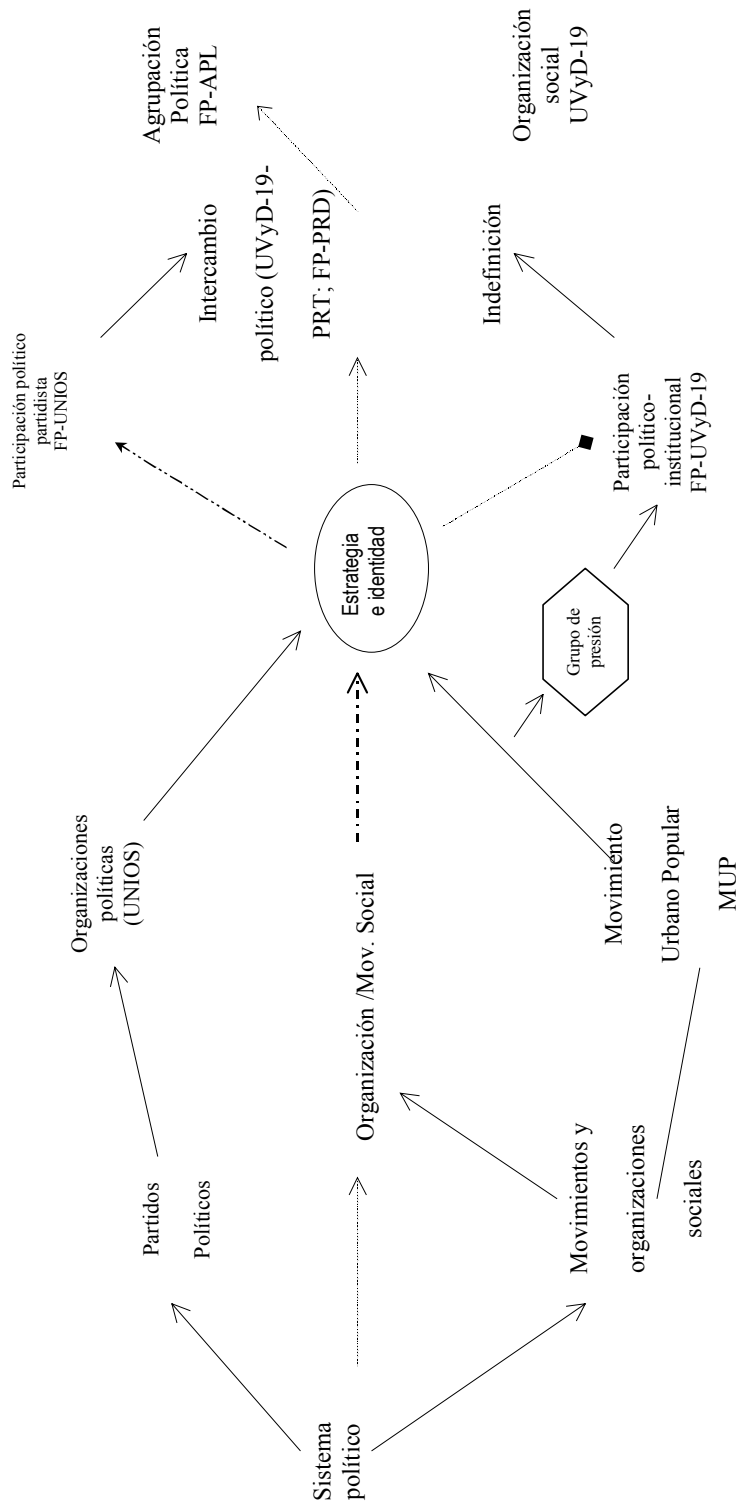 Sistema
político
Partidos
Políticos
Organizaciones
políticas
(UNIOS)
Organización /Mov. Social
Movimientos y
organizaciones
sociales
Movimiento
Urbano Popular
MUP
Grupo de
presión
Estrategia
e identidad
Participación político
partidista
FP-UNIOS
Intercambio
político (UVyD-19-
PRT; FP-PRD)
Participación
político-
institucional
FP-UVyD-19
Indefinición
Agrupación
Política
FP-APL
Organización
social
UVyD-19